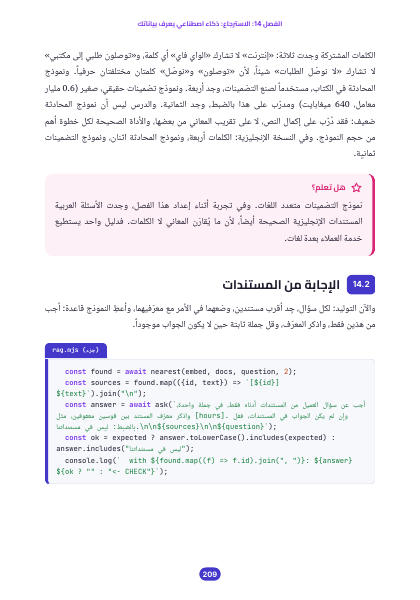 الفصل 14: الاسترجاع: ذكاء اصطناعي يعرف بياناتك
الكلمات المشتركة وجدت ثلاثة: «إنترنت» لا تشارك «الواي فاي» أي كلمة، و«توصلون طلبي إلى مكتبي»
لا تشارك «لا نوصّل الطلبات» شيئاً، لأن «توصلون» و«نوصّل» كلمتان مختلفتان حرفياً. ونموذج
المحادثة في الكتاب، مستخدماً لصنع التضمينات، وجد أربعة. ونموذج تضمينات حقيقي، صغير (0.6 مليار
معامل، 640 ميغابايت) ومدرّب على هذا بالضبط، وجد الثمانية. والدرس ليس أن نموذج المحادثة
ضعيف: فقد دُرّب على إكمال النص، لا على تقريب المعاني من بعضها، والأداة الصحيحة لكل خطوة أهم
من حجم النموذج. وفي النسخة الإنجليزية: الكلمات أربعة، ونموذج المحادثة اثنان، ونموذج التضمينات
ثمانية.
هل تعلم؟
نموذج التضمينات متعدد اللغات. وفي تجربة أثناء إعداد هذا الفصل، وجدت الأسئلة العربية
المستندات الإنجليزية الصحيحة أيضاً، لأن ما يُقارَن المعاني لا الكلمات. فدليل واحد يستطيع
خدمة العملاء بعدة لغات.
14.2 الإجابة من المستندات
والآن التوليد: لكل سؤال، جِد أقرب مستندين، وضعهما في الأمر مع معرّفيهما، وأعطِ النموذج قاعدة: أجب
من هذين فقط، واذكر المعرّف، وقل جملة ثابتة حين لا يكون الجواب موجوداً.
rag.mjs (جزء)
const found = await nearest(embed, docs, question, 2);
const sources = found.map(({id, text}) => `[${id}]
${text}`).join("\n");
const answer = await ask(`أجب عن سؤال العميل من المستندات أدناه فقط، في جملة واحدة.
واذكر معرّف المستند بين قوسين معقوفين، مثل [hours]. وإن لم يكن الجواب في المستندات، فقل
بالضبط: ليس في مستنداتنا.\n\n${sources}\n\n${question}`);
const ok = expected ? answer.toLowerCase().includes(expected) :
answer.includes("ليس في مستنداتنا");
console.log(`  with ${found.map((f) => f.id).join(", ")}: ${answer}
${ok ? "" : "<- CHECK"}`);
209